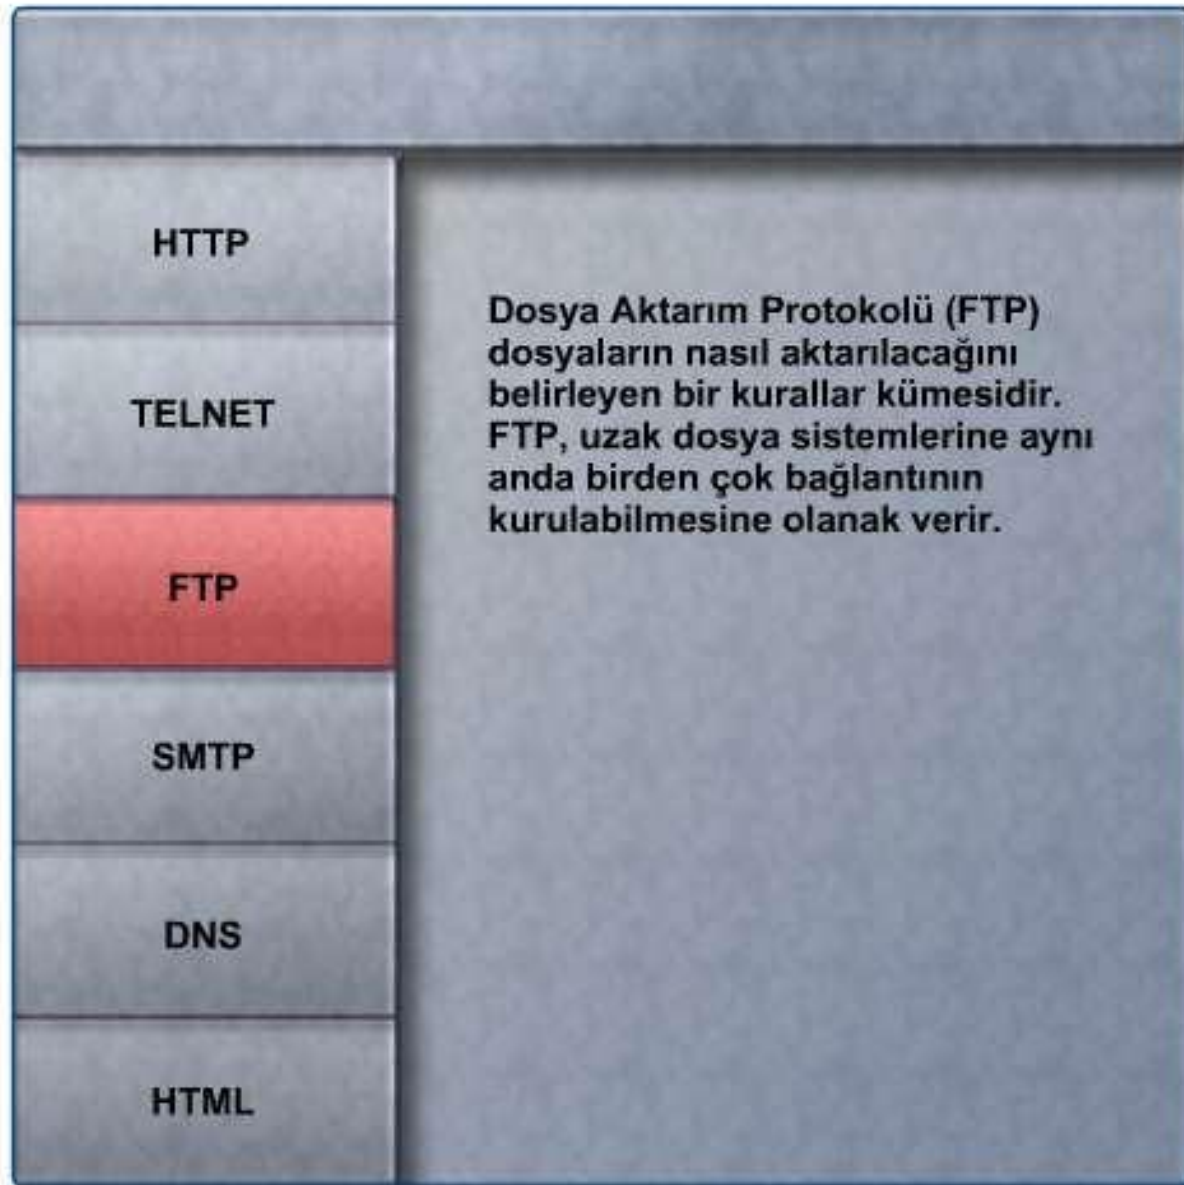 HTTP
TELNET
FTP
SMTP
DNS
HTML
Dosya Aktarım Protokolü (FTP)
dosyaların nasıl aktarılacağını
belirleyen bir kurallar kümesidir.
FTP, uzak dosya sistemlerine aynı
anda birden çok bağlantının
kurulabilmesine olanak verir.